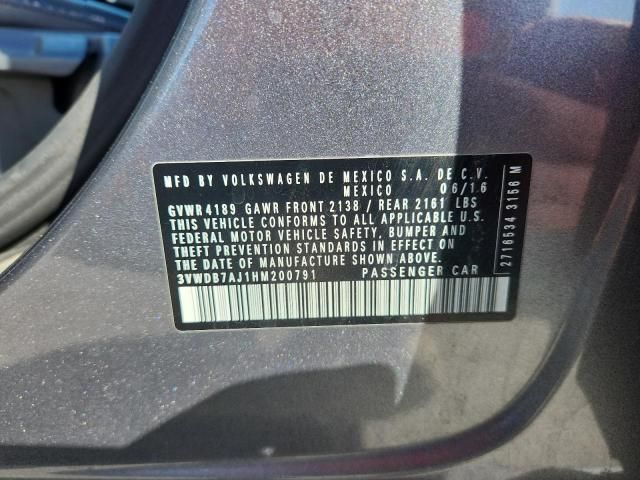 MFD BY VOLKSWAGEN DE MEXICO S.A. DE C.V.
MEXICO 06/16
GVWR 4189 GAWR FRONT 2138 / REAR 2161 LBS
THIS VEHICLE CONFORMS TO ALL APPLICABLE U.S.
FEDERAL MOTOR VEHICLE SAFETY, BUMPER AND
THEFT PREVENTION STANDARDS IN EFFECT ON
THE DATE OF MANUFACTURE SHOWN ABOVE.
3VWDB7AJ1HM200791 PASSENGER CAR
2716534 3156 M